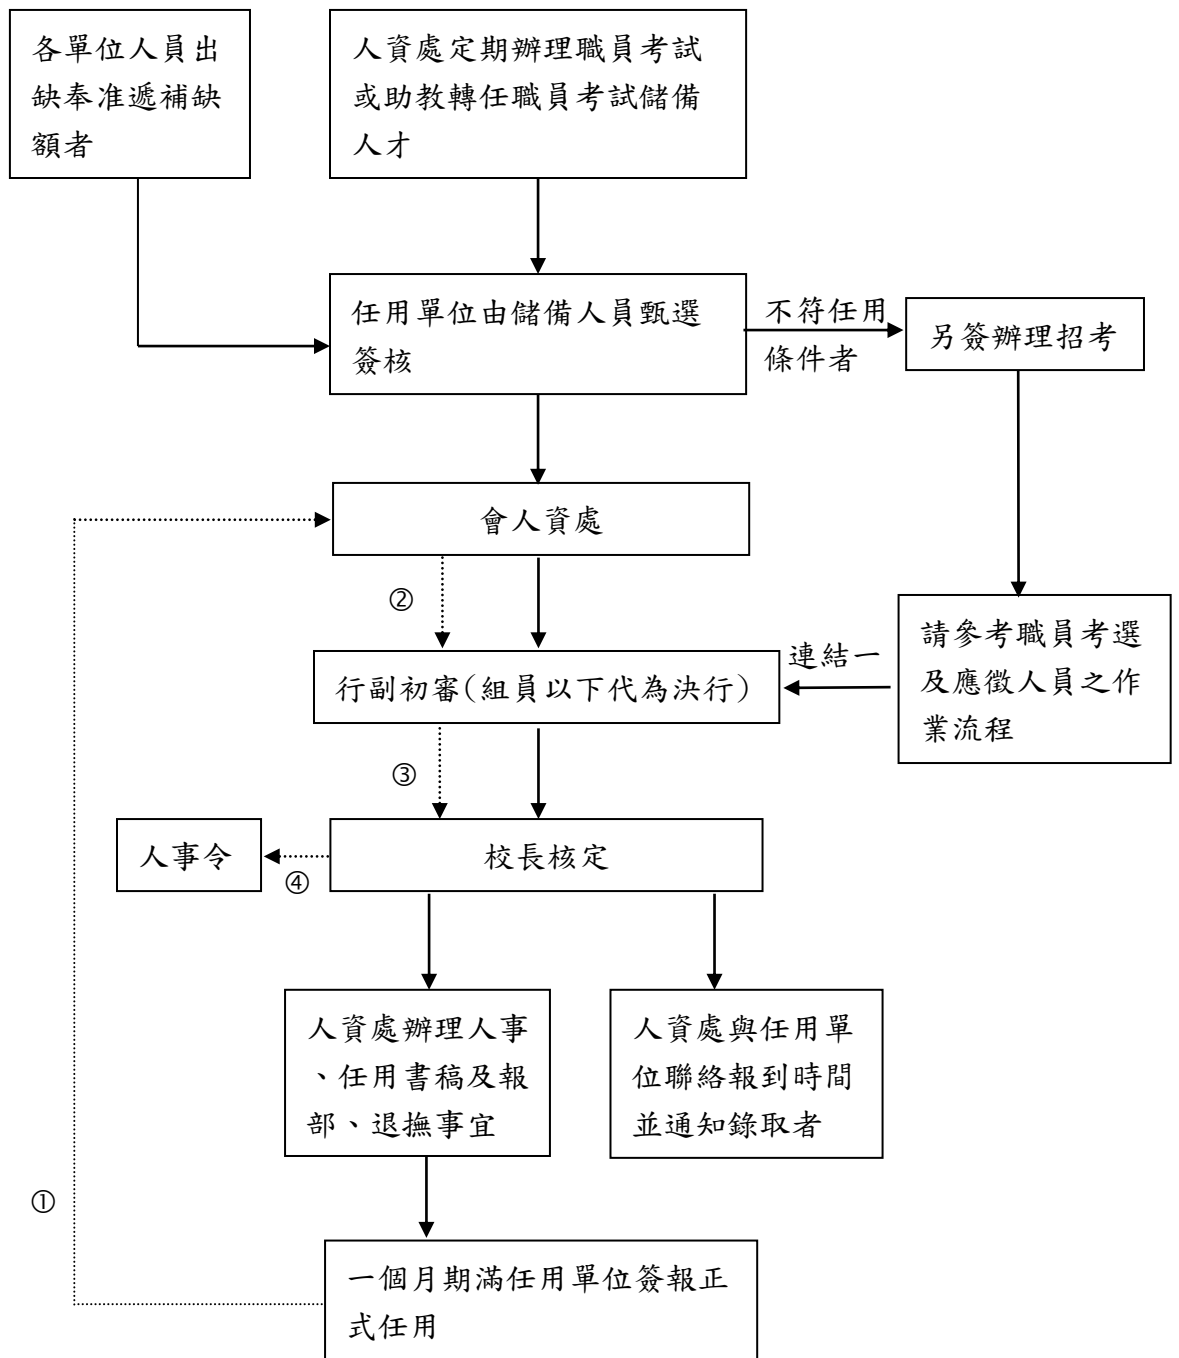 各單位人員出
缺奉准遞補缺
額者
人資處定期辦理職員考試
或助教轉任職員考試儲備
人才
任用單位由儲備人員甄選
簽核
不符任用
條件者
另簽辦理招考
會人資處
②
請參考職員考選
及應徵人員之作
業流程
連結一
行副初審(組員以下代為決行)
③
校長核定
人事令
④
人資處辦理人事
、任用書稿及報
部、退撫事宜
人資處與任用單
位聯絡報到時間
並通知錄取者
①
一個月期滿任用單位簽報正
式任用